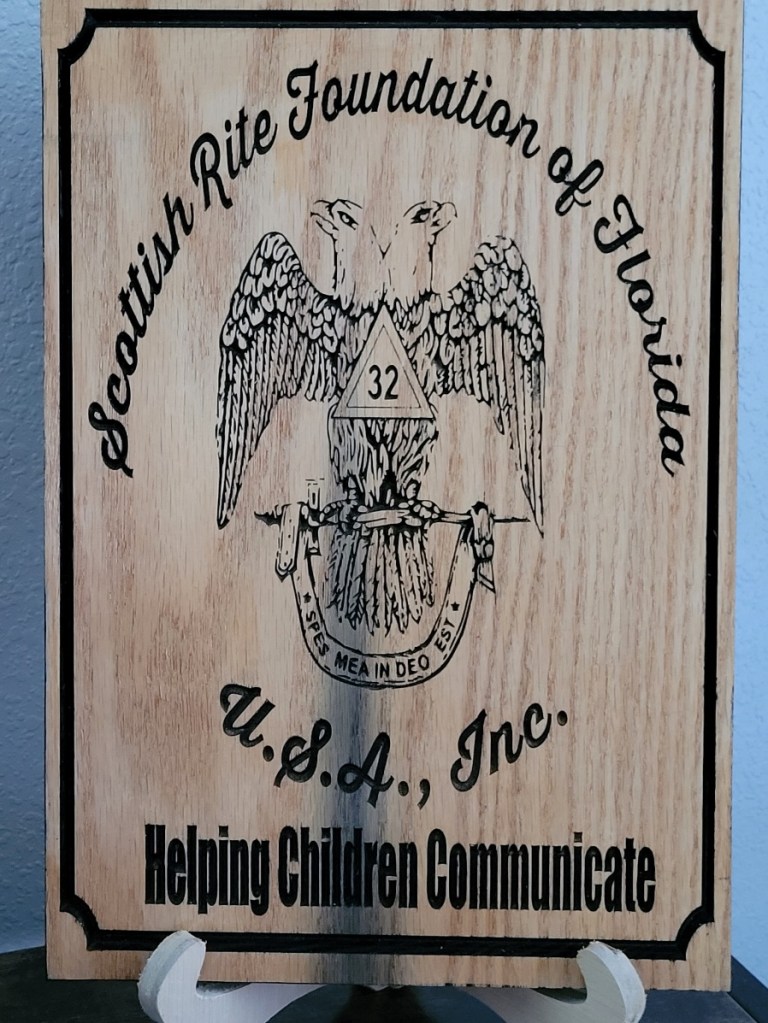 Scottish Rite Foundation of Florida
32
SPES MEA IN DEO EST
U.S.A., Inc.
Helping Children Communicate